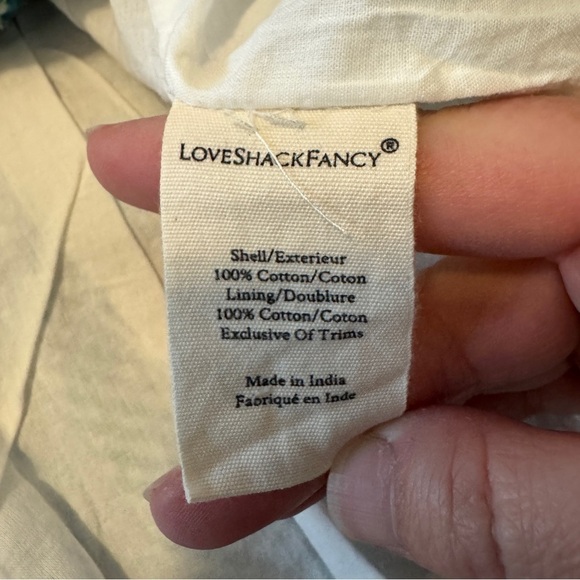 LOVESHACKFANCY®
Shell/Exterieur
100% Cotton/Coton
Lining/Doublure
100% Cotton/Coton
Exclusive Of Trims
Made in India
Fabriqué en Inde